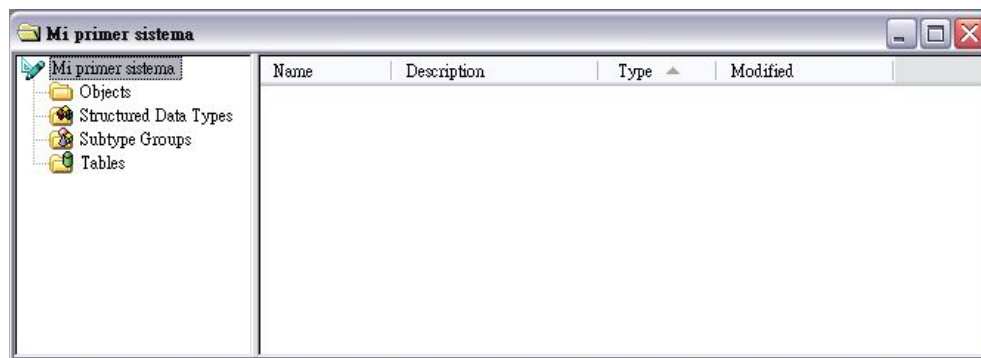 Mi primer sistema
Mi primer sistema
Name Description Type Modified
Objects
Structured Data Types
Subtype Groups
Tables